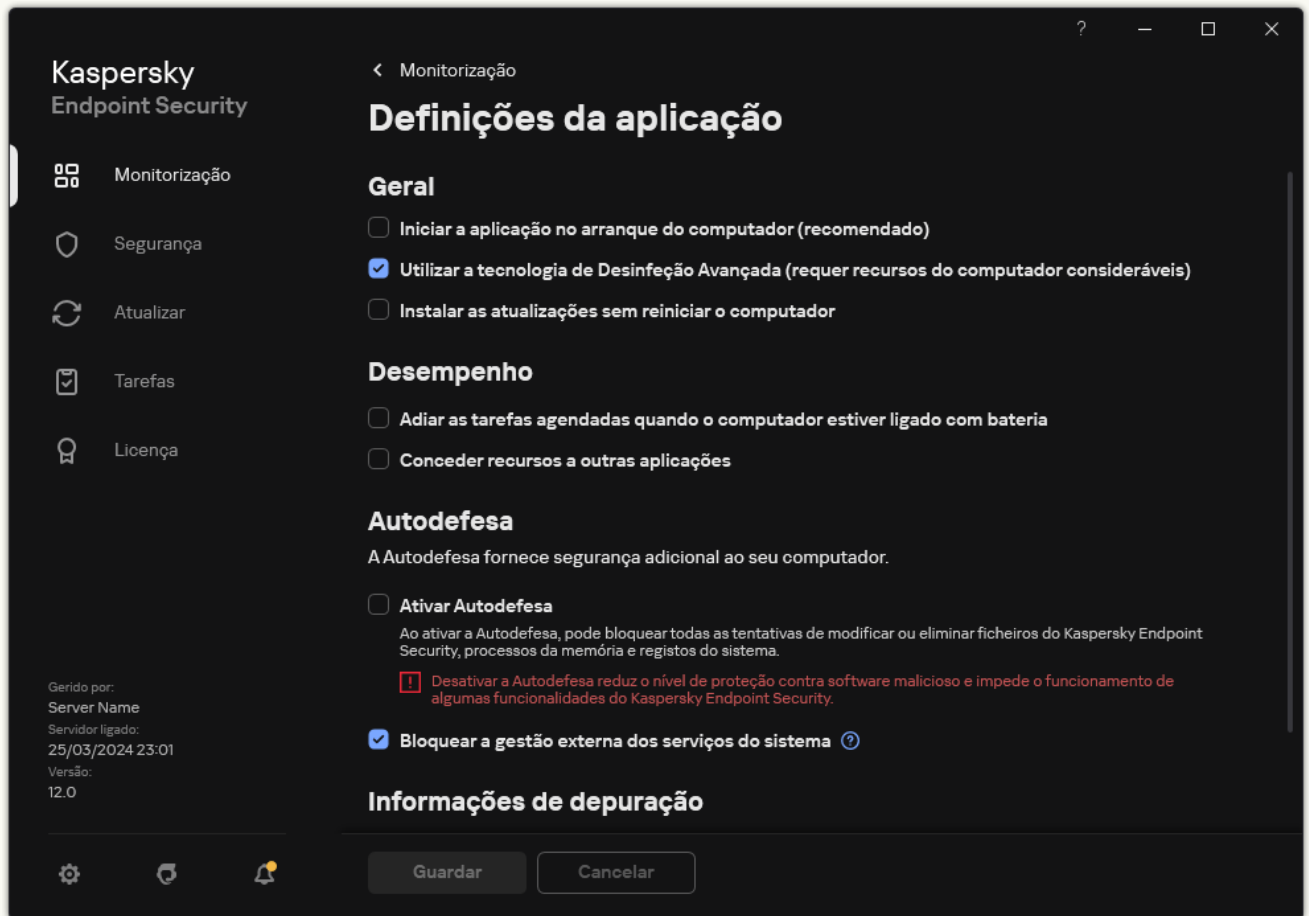 Kaspersky
Endpoint Security
Monitorização
Segurança
Atualizar
Tarefas
Licença
Gerido por:
Server Name
Servidor ligado:
25/03/2024 23:01
Versão:
12.0
?
Monitorização
Definições da aplicação
Geral
Iniciar a aplicação no arranque do computador (recomendado)
Utilizar a tecnologia de Desinfeção Avançada (requer recursos do computador consideráveis)
Instalar as atualizações sem reiniciar o computador
Desempenho
Adiar as tarefas agendadas quando o computador estiver ligado com bateria
Conceder recursos a outras aplicações
Autodefesa
A Autodefesa fornece segurança adicional ao seu computador.
Ativar Autodefesa
Ao ativar a Autodefesa, pode bloquear todas as tentativas de modificar ou eliminar ficheiros do Kaspersky Endpoint
Security, processos da memória e registos do sistema.
Desativar a Autodefesa reduz o nível de proteção contra software malicioso e impede o funcionamento de
algumas funcionalidades do Kaspersky Endpoint Security.
Bloquear a gestão externa dos serviços do sistema ?
Informações de depuração
Guardar
Cancelar